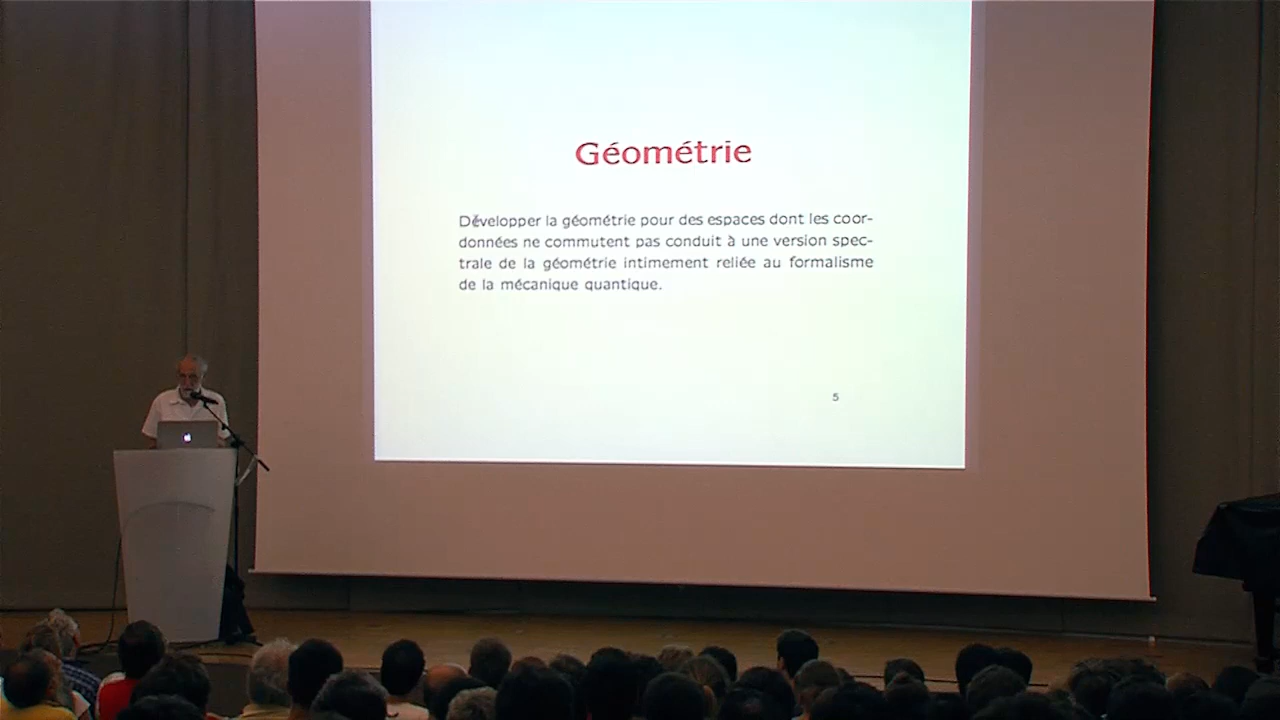 Géométrie
Développer la géométrie pour des espaces dont les coor-
données ne commutent pas conduit à une version spec-
trale de la géométrie intimement reliée au formalisme
de la mécanique quantique.
5